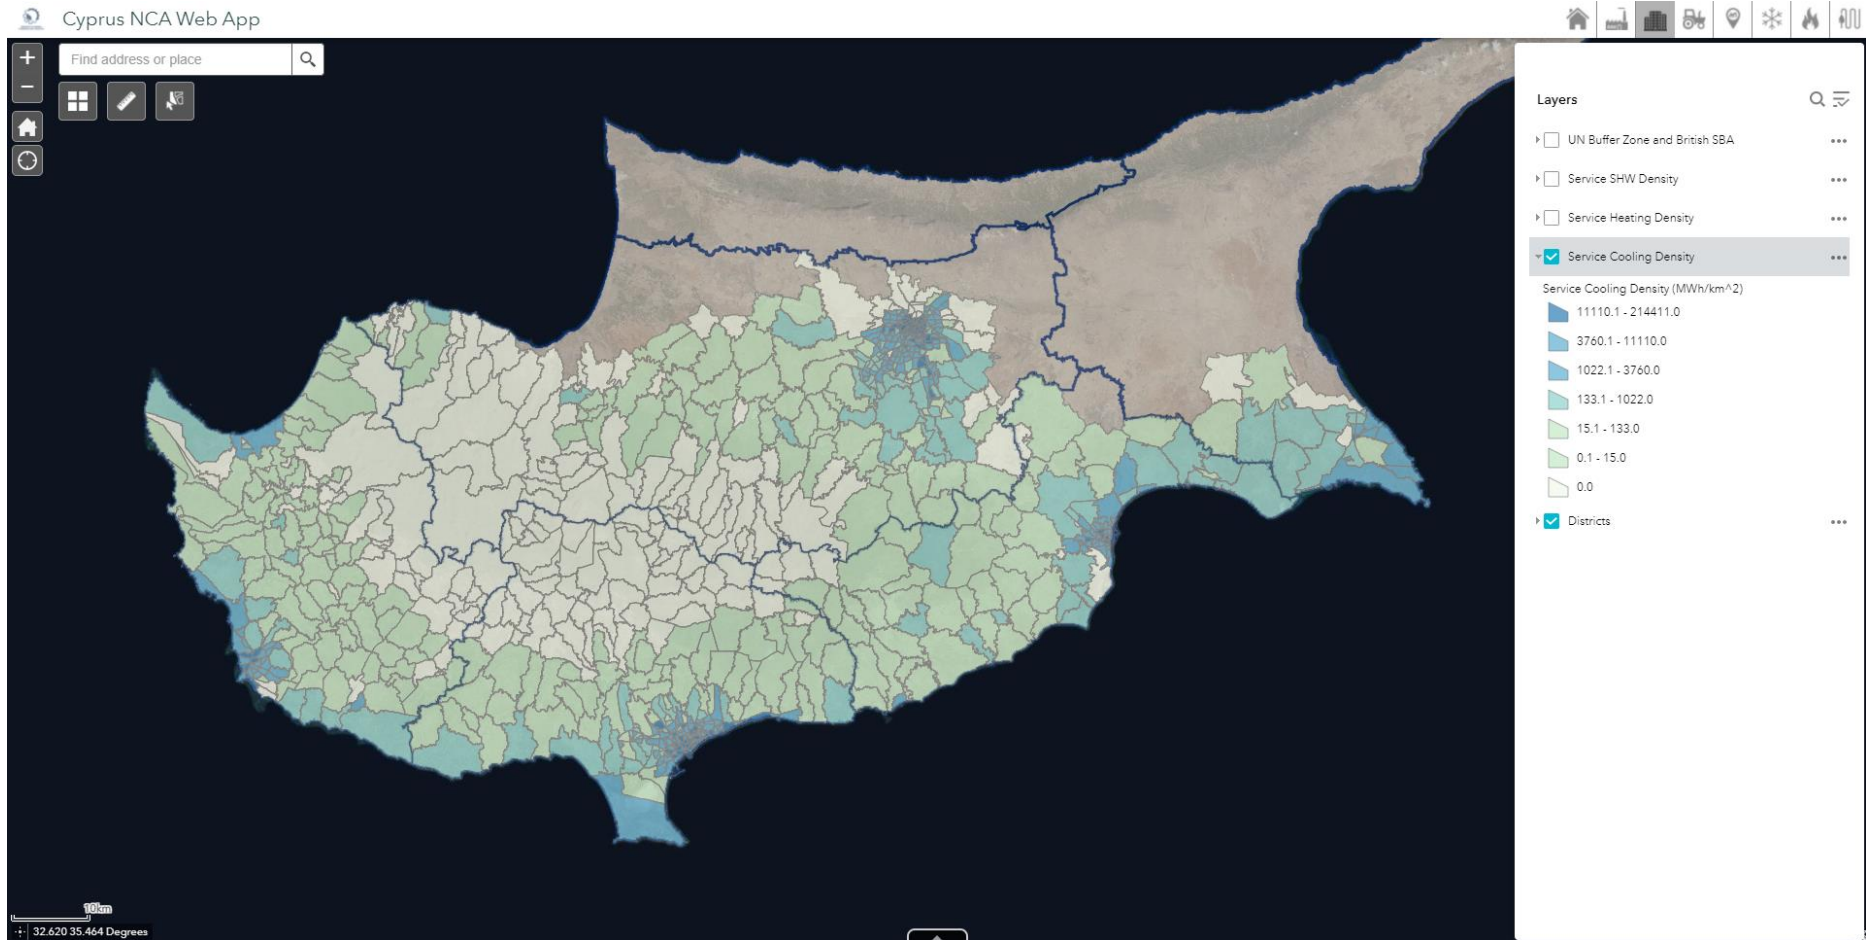 Cyprus NCA Web App
Find address or place
Layers
UN Buffer Zone and British SBA
Service SHW Density
Service Heating Density
Service Cooling Density
Service Cooling Density (MWh/km^2)
11110.1 - 214411.0
3760.1 - 11110.0
1022.1 - 3760.0
133.1 - 1022.0
15.1 - 133.0
0.1 - 15.0
0.0
Districts
10km
32.620 35.464 Degrees